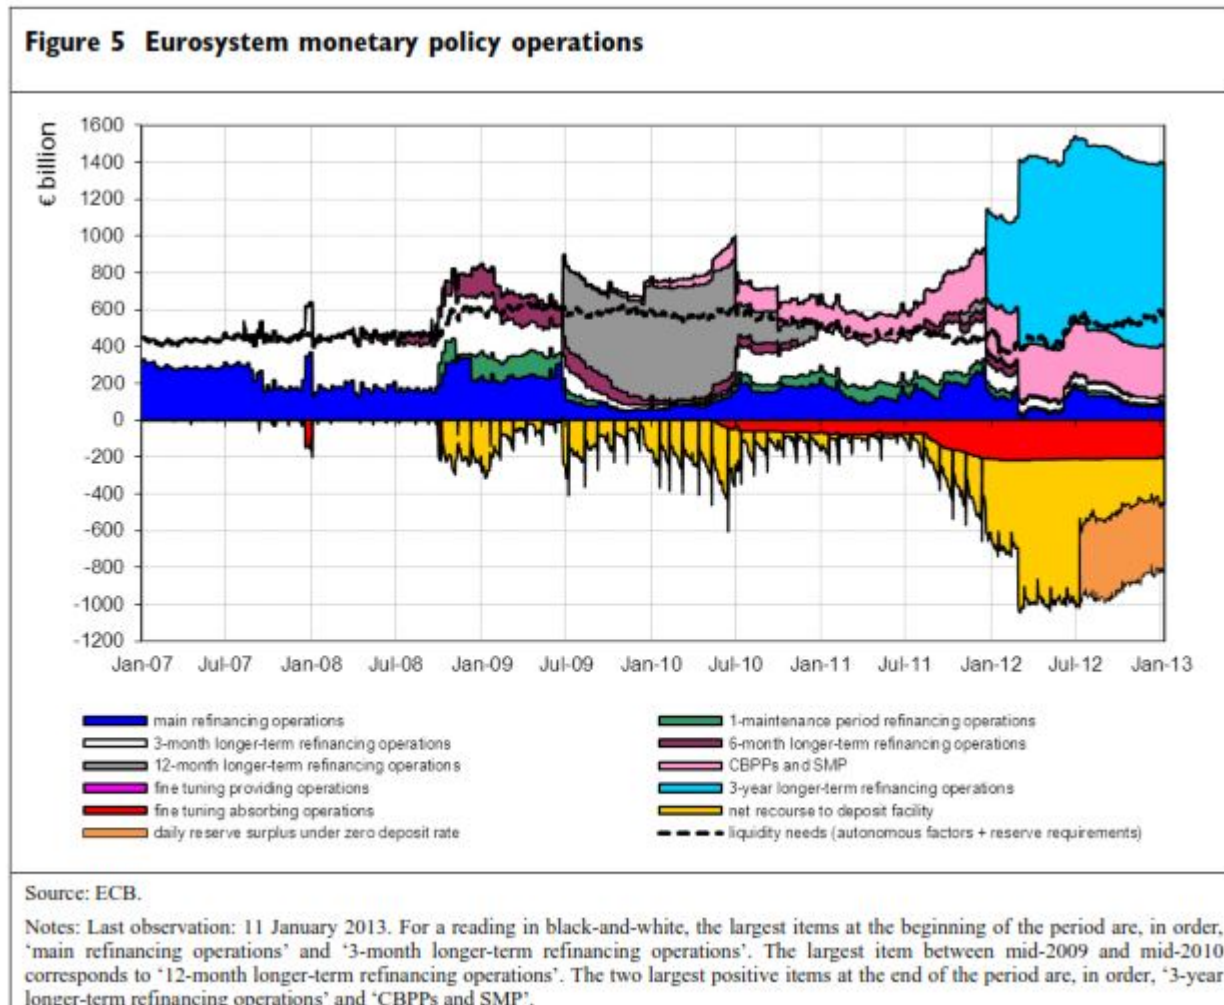 Figure 5 Eurosystem monetary policy operations
€ billion
1600
1400
1200
1000
800
600
400
200
0
-200
-400
-600
-800
-1000
-1200
Jan-07 Jul-07 Jan-08 Jul-08 Jan-09 Jul-09 Jan-10 Jul-10 Jan-11 Jul-11 Jan-12 Jul-12 Jan-13
main refinancing operations 1-maintenance period refinancing operations
3-month longer-term refinancing operations 6-month longer-term refinancing operations
12-month longer-term refinancing operations CBPPs and SMP
fine tuning providing operations 3-year longer-term refinancing operations
fine tuning absorbing operations net recourse to deposit facility
daily reserve surplus under zero deposit rate liquidity needs (autonomous factors + reserve requirements)
Source: ECB.
Notes: Last observation: 11 January 2013. For a reading in black-and-white, the largest items at the beginning of the period are, in order,
‘main refinancing operations’ and ‘3-month longer-term refinancing operations’. The largest item between mid-2009 and mid-2010
corresponds to ‘12-month longer-term refinancing operations’. The two largest positive items at the end of the period are, in order, ‘3-year
longer-term refinancing operations’ and ‘CBPPs and SMP’.